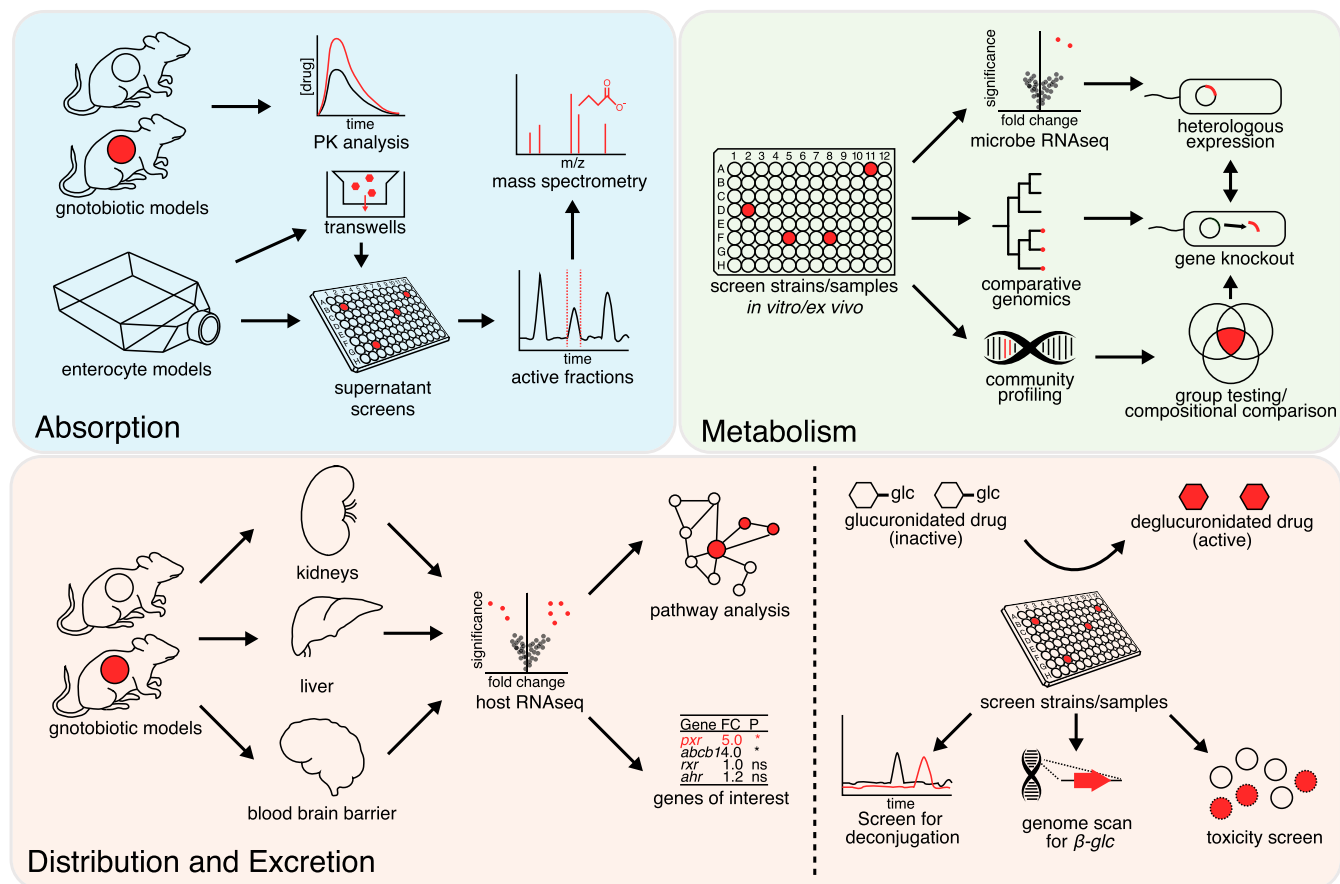 [drug]
time
PK analysis
gnotobiotic models
transwells
m/z
mass spectrometry
enterocyte models
supernatant
screens
time
active fractions
Absorption
1 2 3 4 5 6 7 8 9 10 11 12
A
B
C
D
E
F
G
H
screen strains/samples
in vitro/ex vivo
significance
fold change
microbe RNAseq
heterologous
expression
comparative
genomics
gene knockout
community
profiling
group testing/
compositional comparison
Metabolism
gnotobiotic models
kidneys
liver
blood brain barrier
significance
fold change
host RNAseq
pathway analysis
Gene FC P
pxr 5.0 *
abcb1 4.0 *
rxr 1.0 ns
ahr 1.2 ns
genes of interest
glc glc
glucuronidated drug
(inactive)
deglucuronidated drug
(active)
screen strains/samples
time
Screen for
deconjugation
genome scan
for β-glc
toxicity screen
Distribution and Excretion